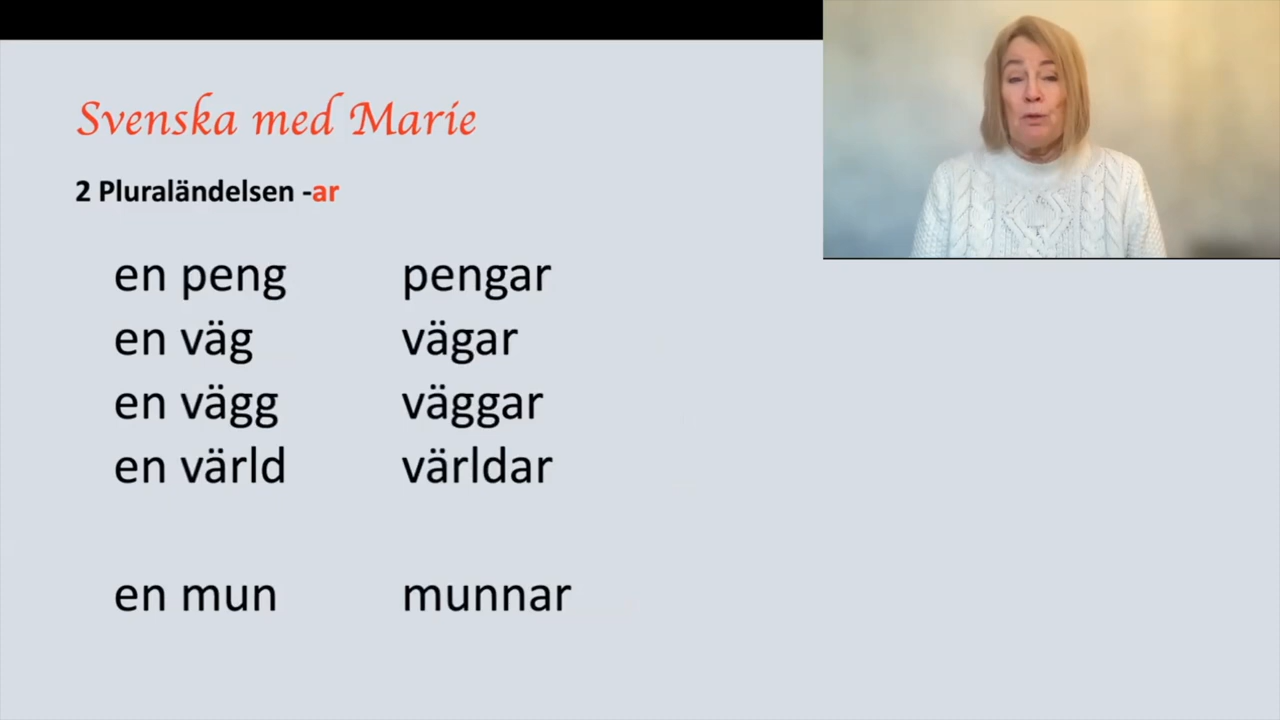 Svenska med Marie
2 Pluraländelsen -ar
en peng pengar
en väg vägar
en vägg väggar
en värld världar
en mun munnar